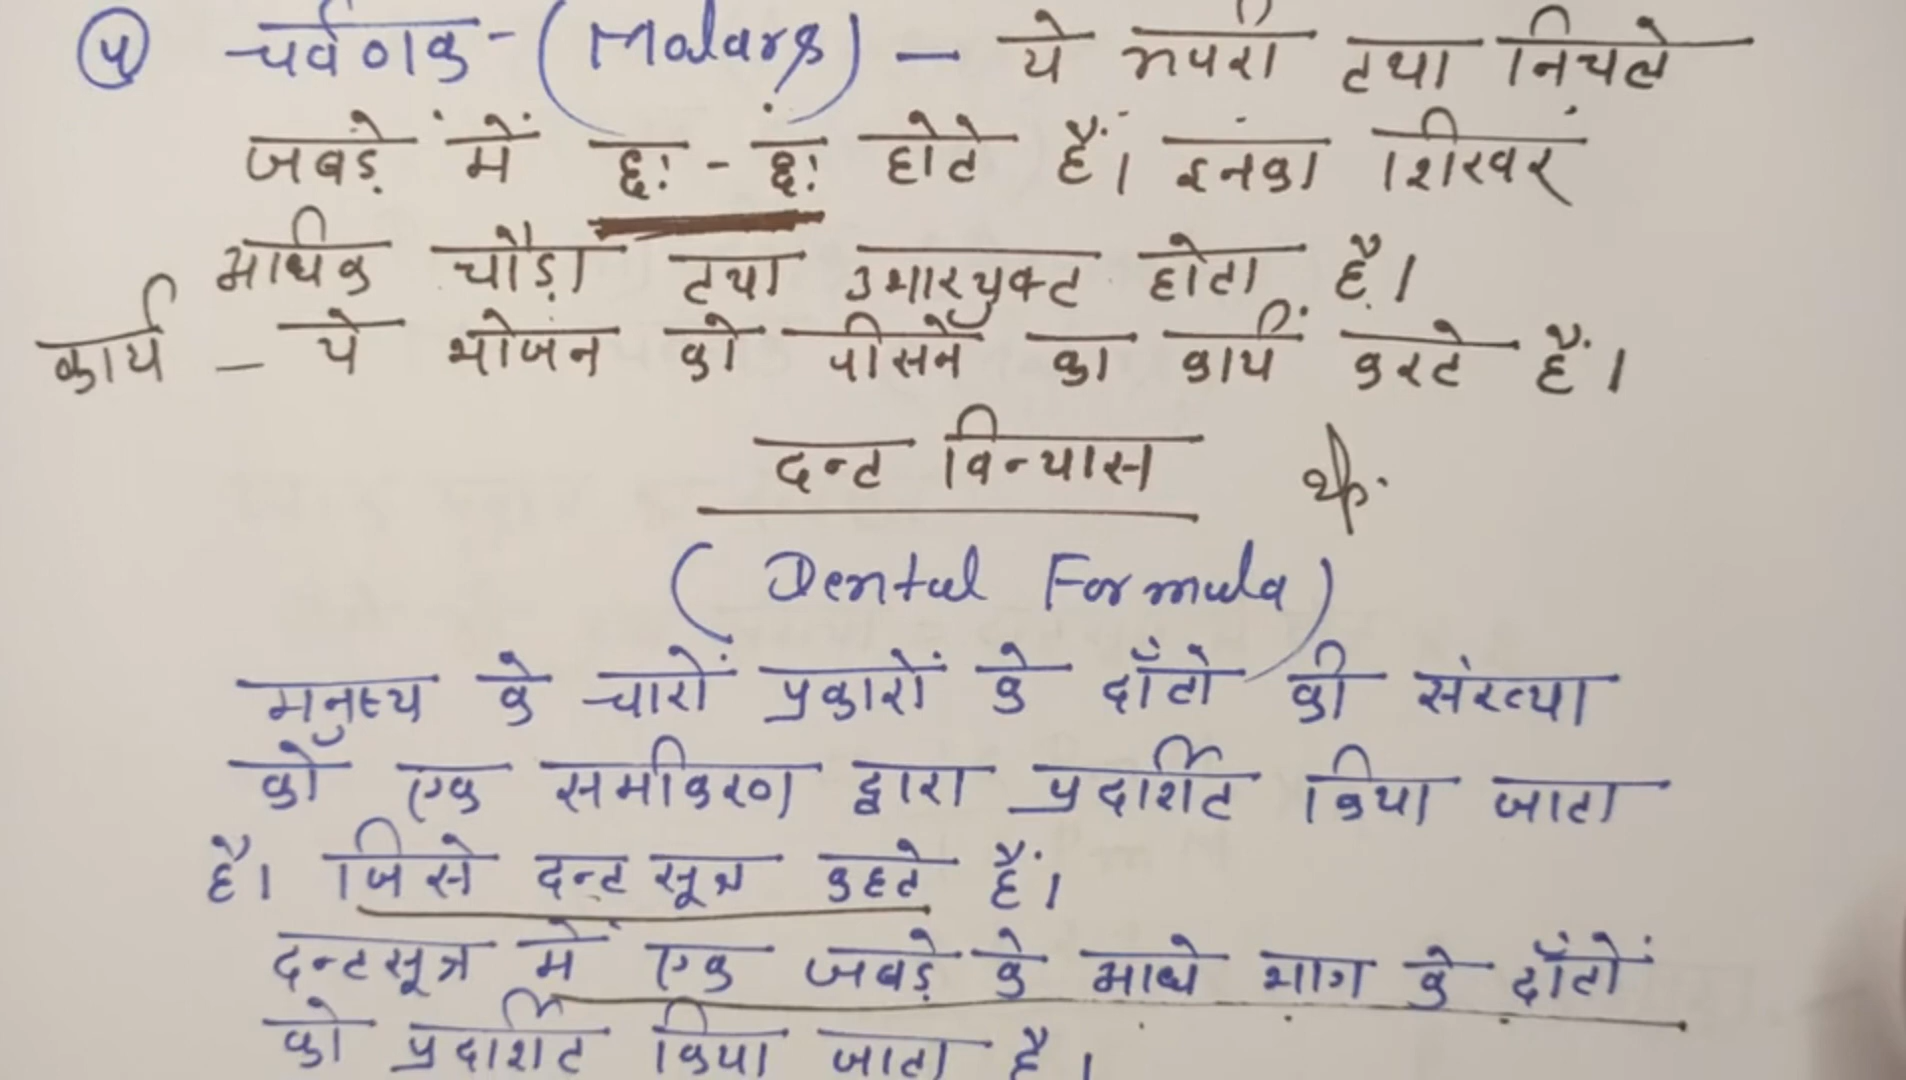 ④ चर्वणक - (Molars) - ये ऊपरी तथा निचले
जबड़े में छः - छः होते हैं। इनका शिखर
अधिक चौड़ा तथा उभारयुक्त होता है।
कार्य - ये भोजन को पीसने का कार्य करते हैं।
दन्त विन्यास
(Dental Formula)
मनुष्य के चारों प्रकारों के दाँतो की संख्या
को एक समीकरण द्वारा प्रदर्शित किया जाता
है। जिसे दन्त सूत्र कहते हैं।
दन्तसूत्र में एक जबड़े के आधे भाग के दाँतों
को प्रदर्शित किया जाता है।